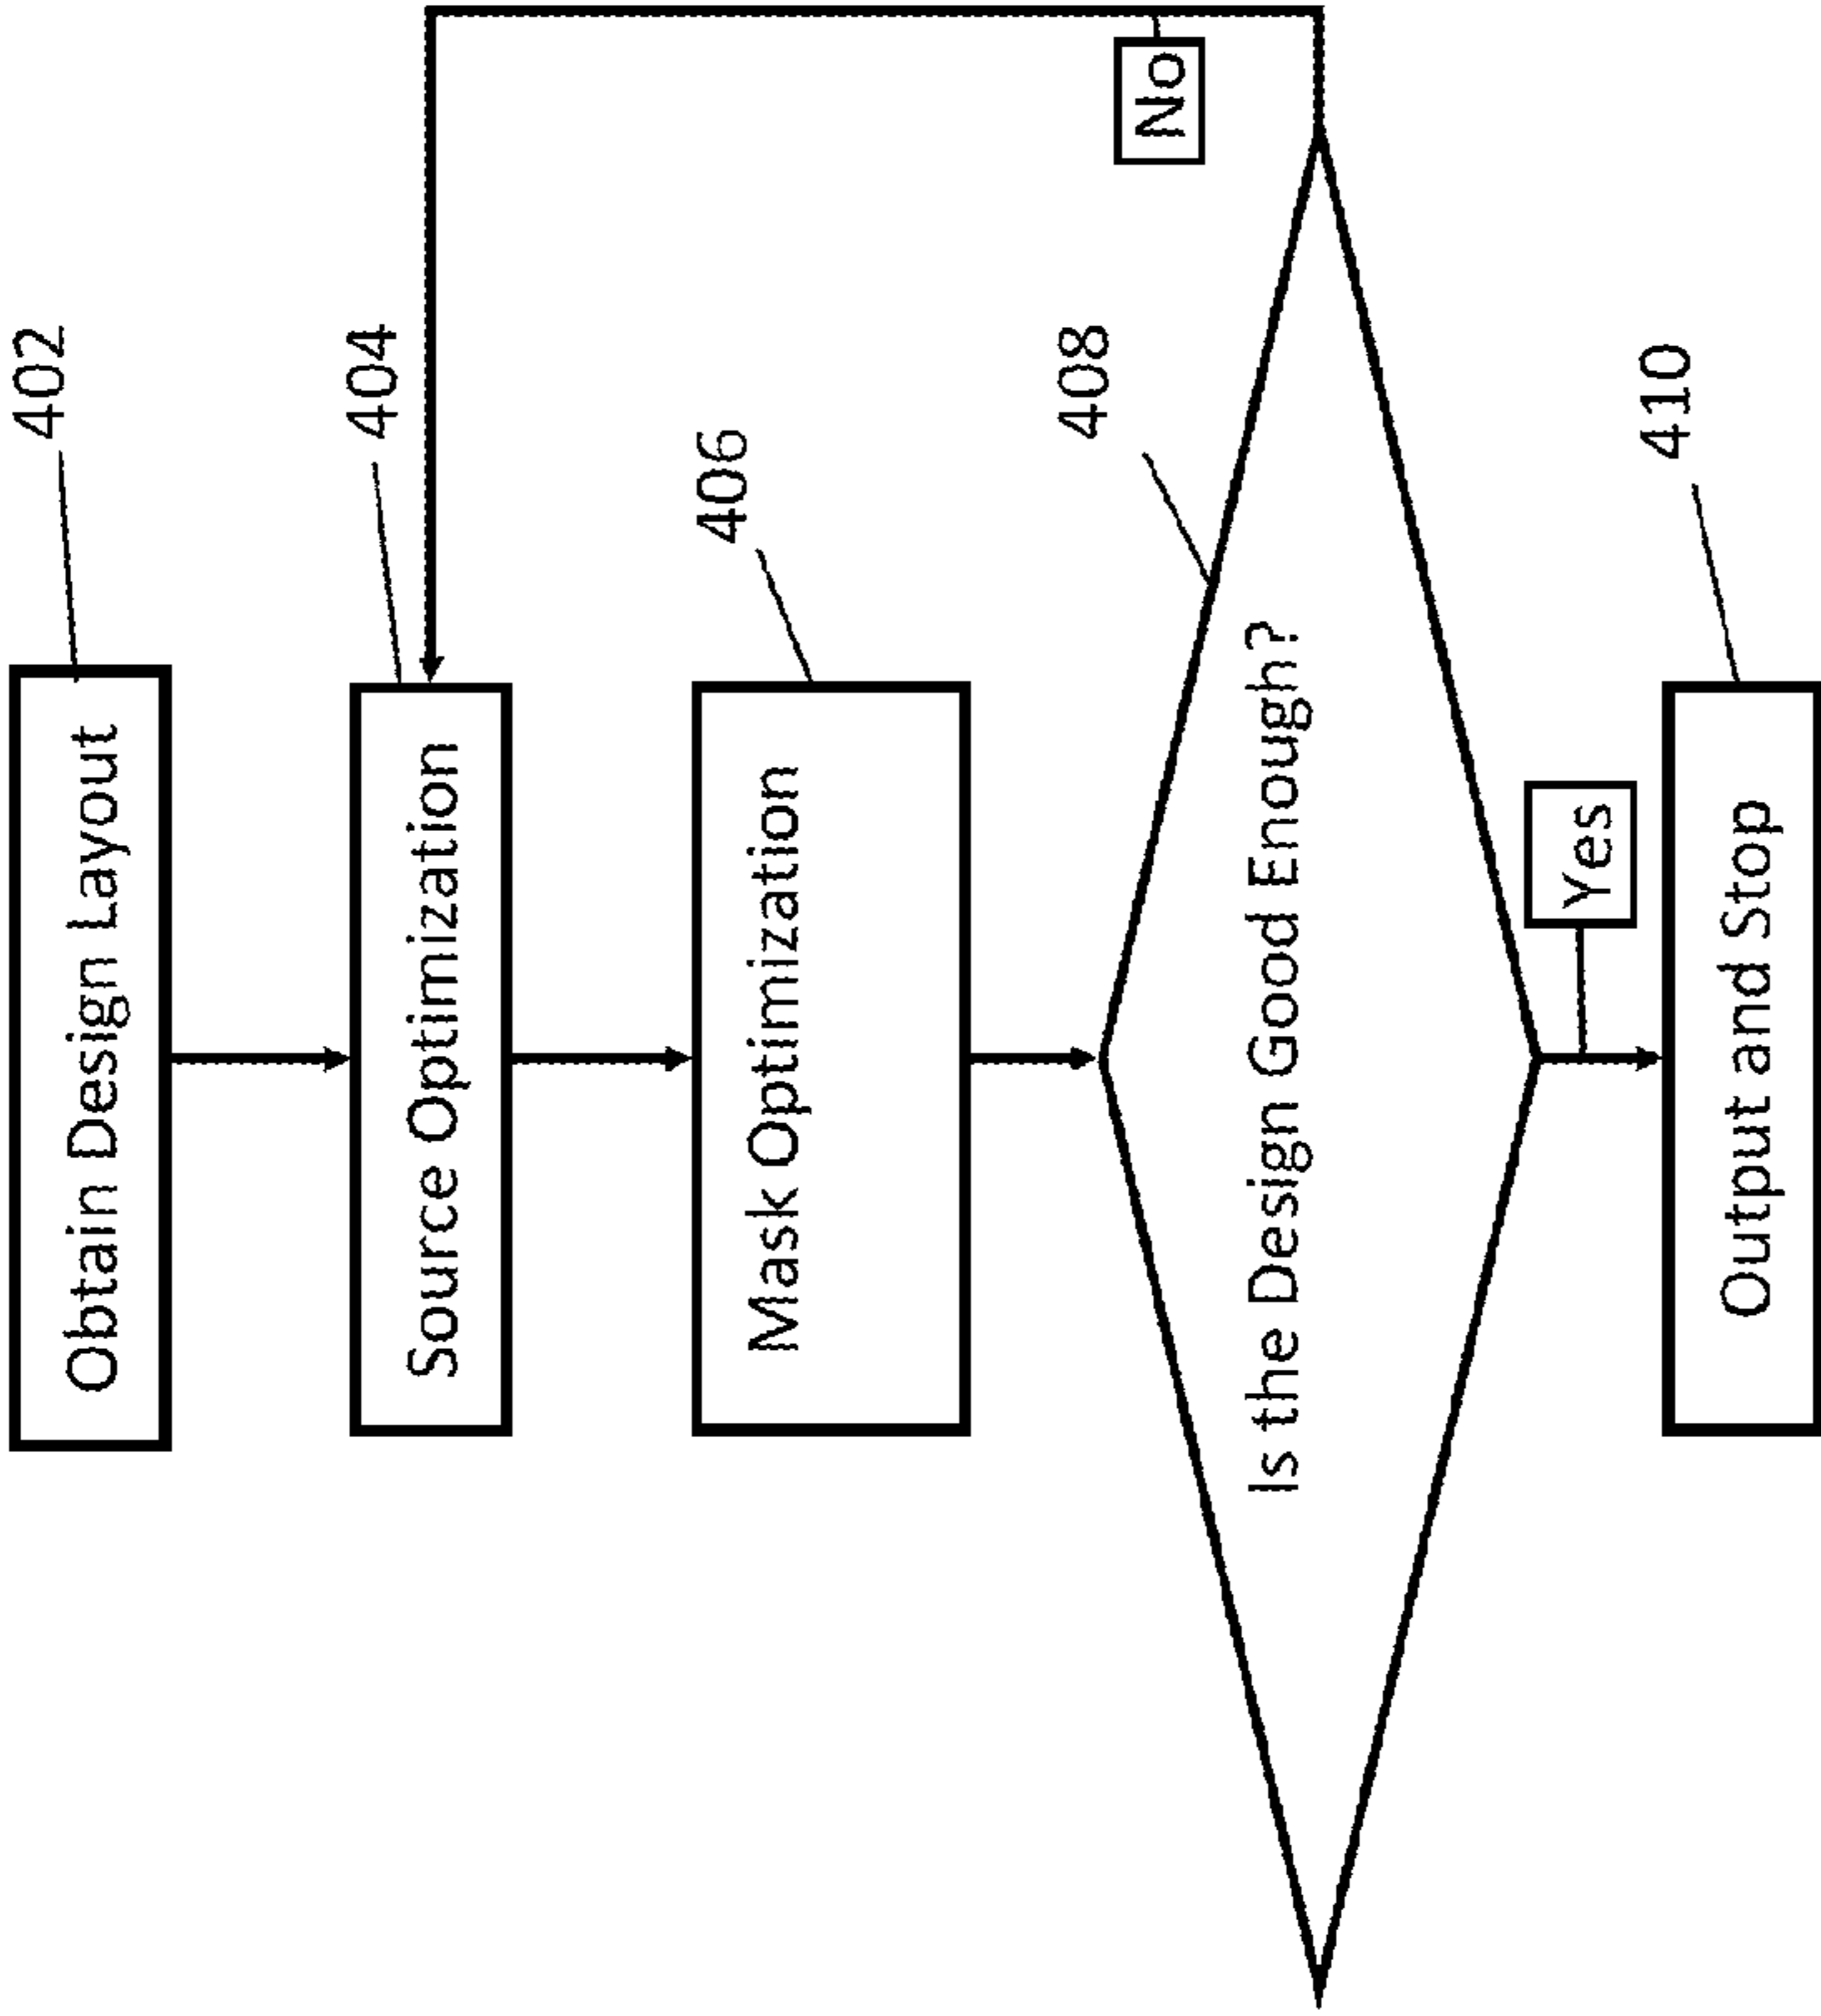 Obtain Design Layout
402
Source Optimization
404
Mask Optimization
406
Is the Design Good Enough?
408
No
Yes
Output and Stop
410